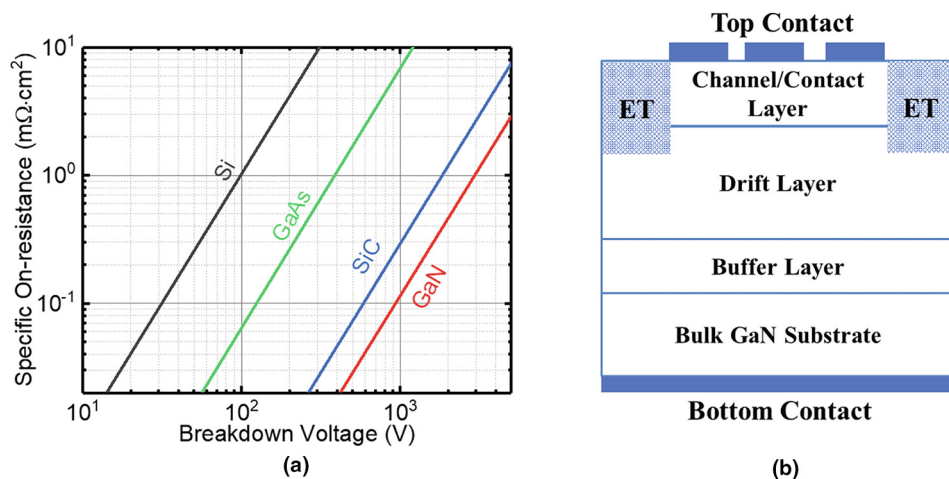 Specific On-resistance (mΩ·cm²)
10¹
10⁰
10⁻¹
Si
GaAs
SiC
GaN
10¹
10²
10³
Breakdown Voltage (V)
(a)
Top Contact
ET
Channel/Contact
Layer
ET
Drift Layer
Buffer Layer
Bulk GaN Substrate
Bottom Contact
(b)